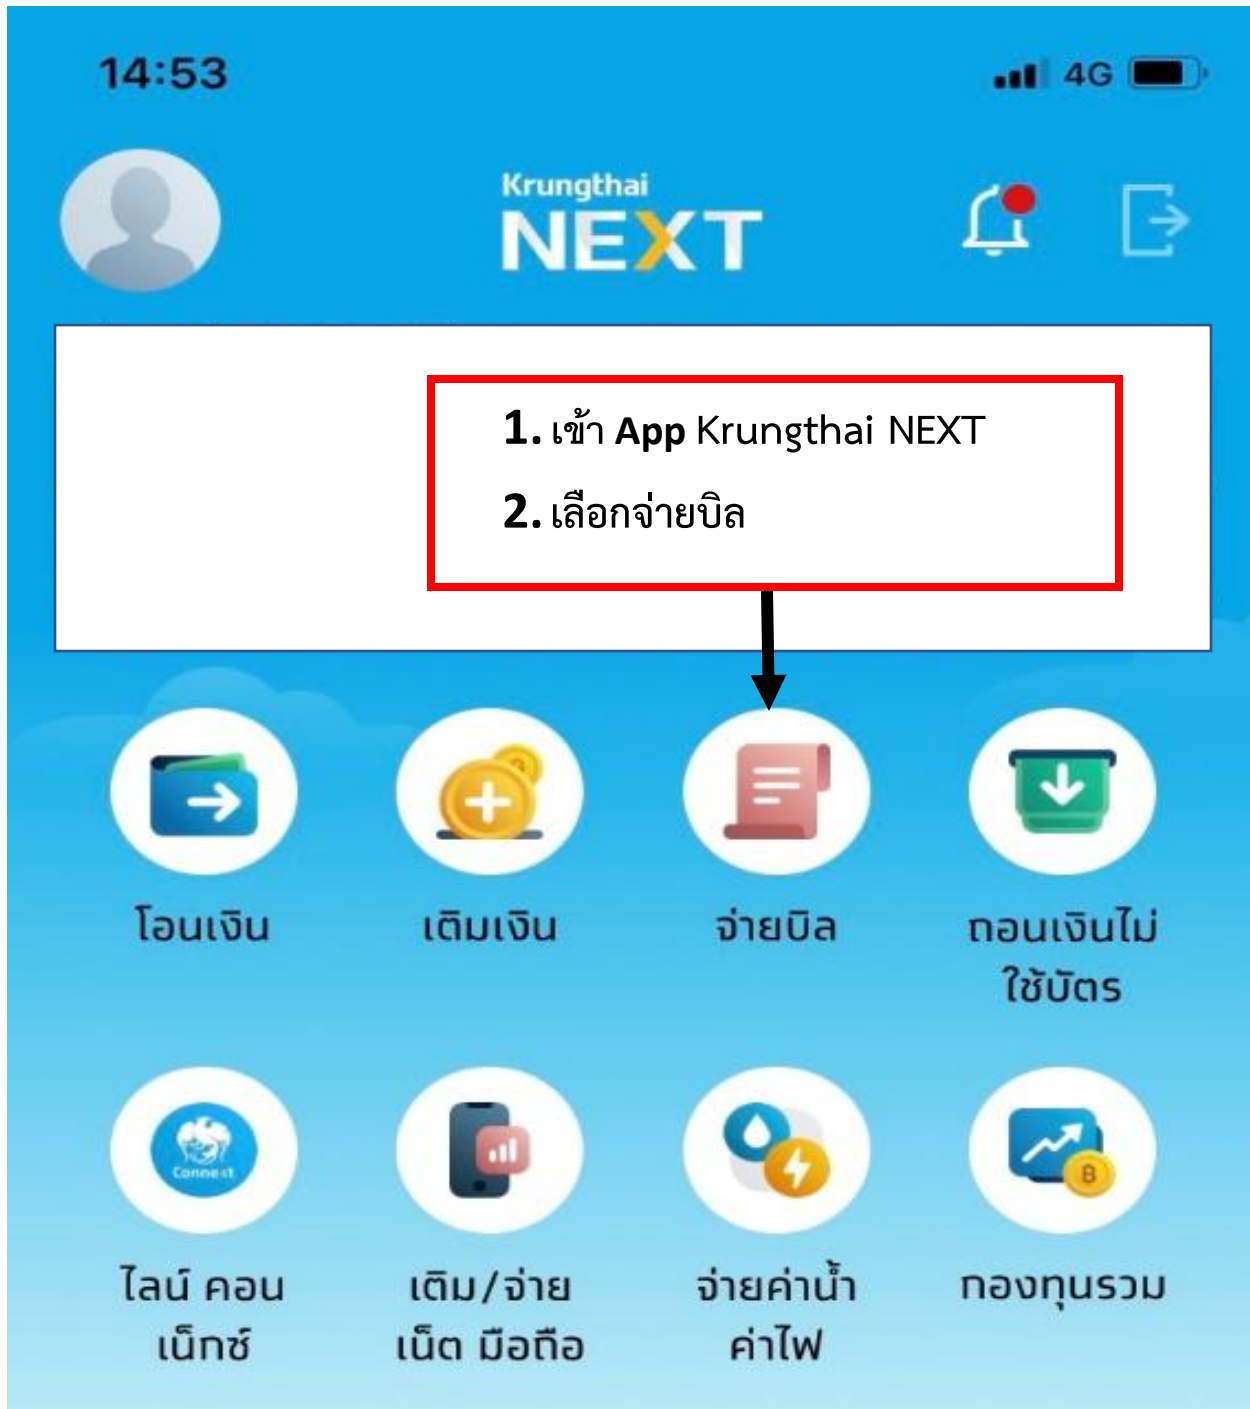 14:53
4G
Krungthai
NEXT
1. เข้า App Krungthai NEXT
2. เลือกจ่ายบิล
โอนเงิน
เติมเงิน
จ่ายบิล
ถอนเงินไม่
ใช้บัตร
Connext
B
ไลน์ คอน
เน็กซ์
เติม/จ่าย
เน็ต มือถือ
จ่ายค่าน้ำ
ค่าไฟ
กองทุนรวม